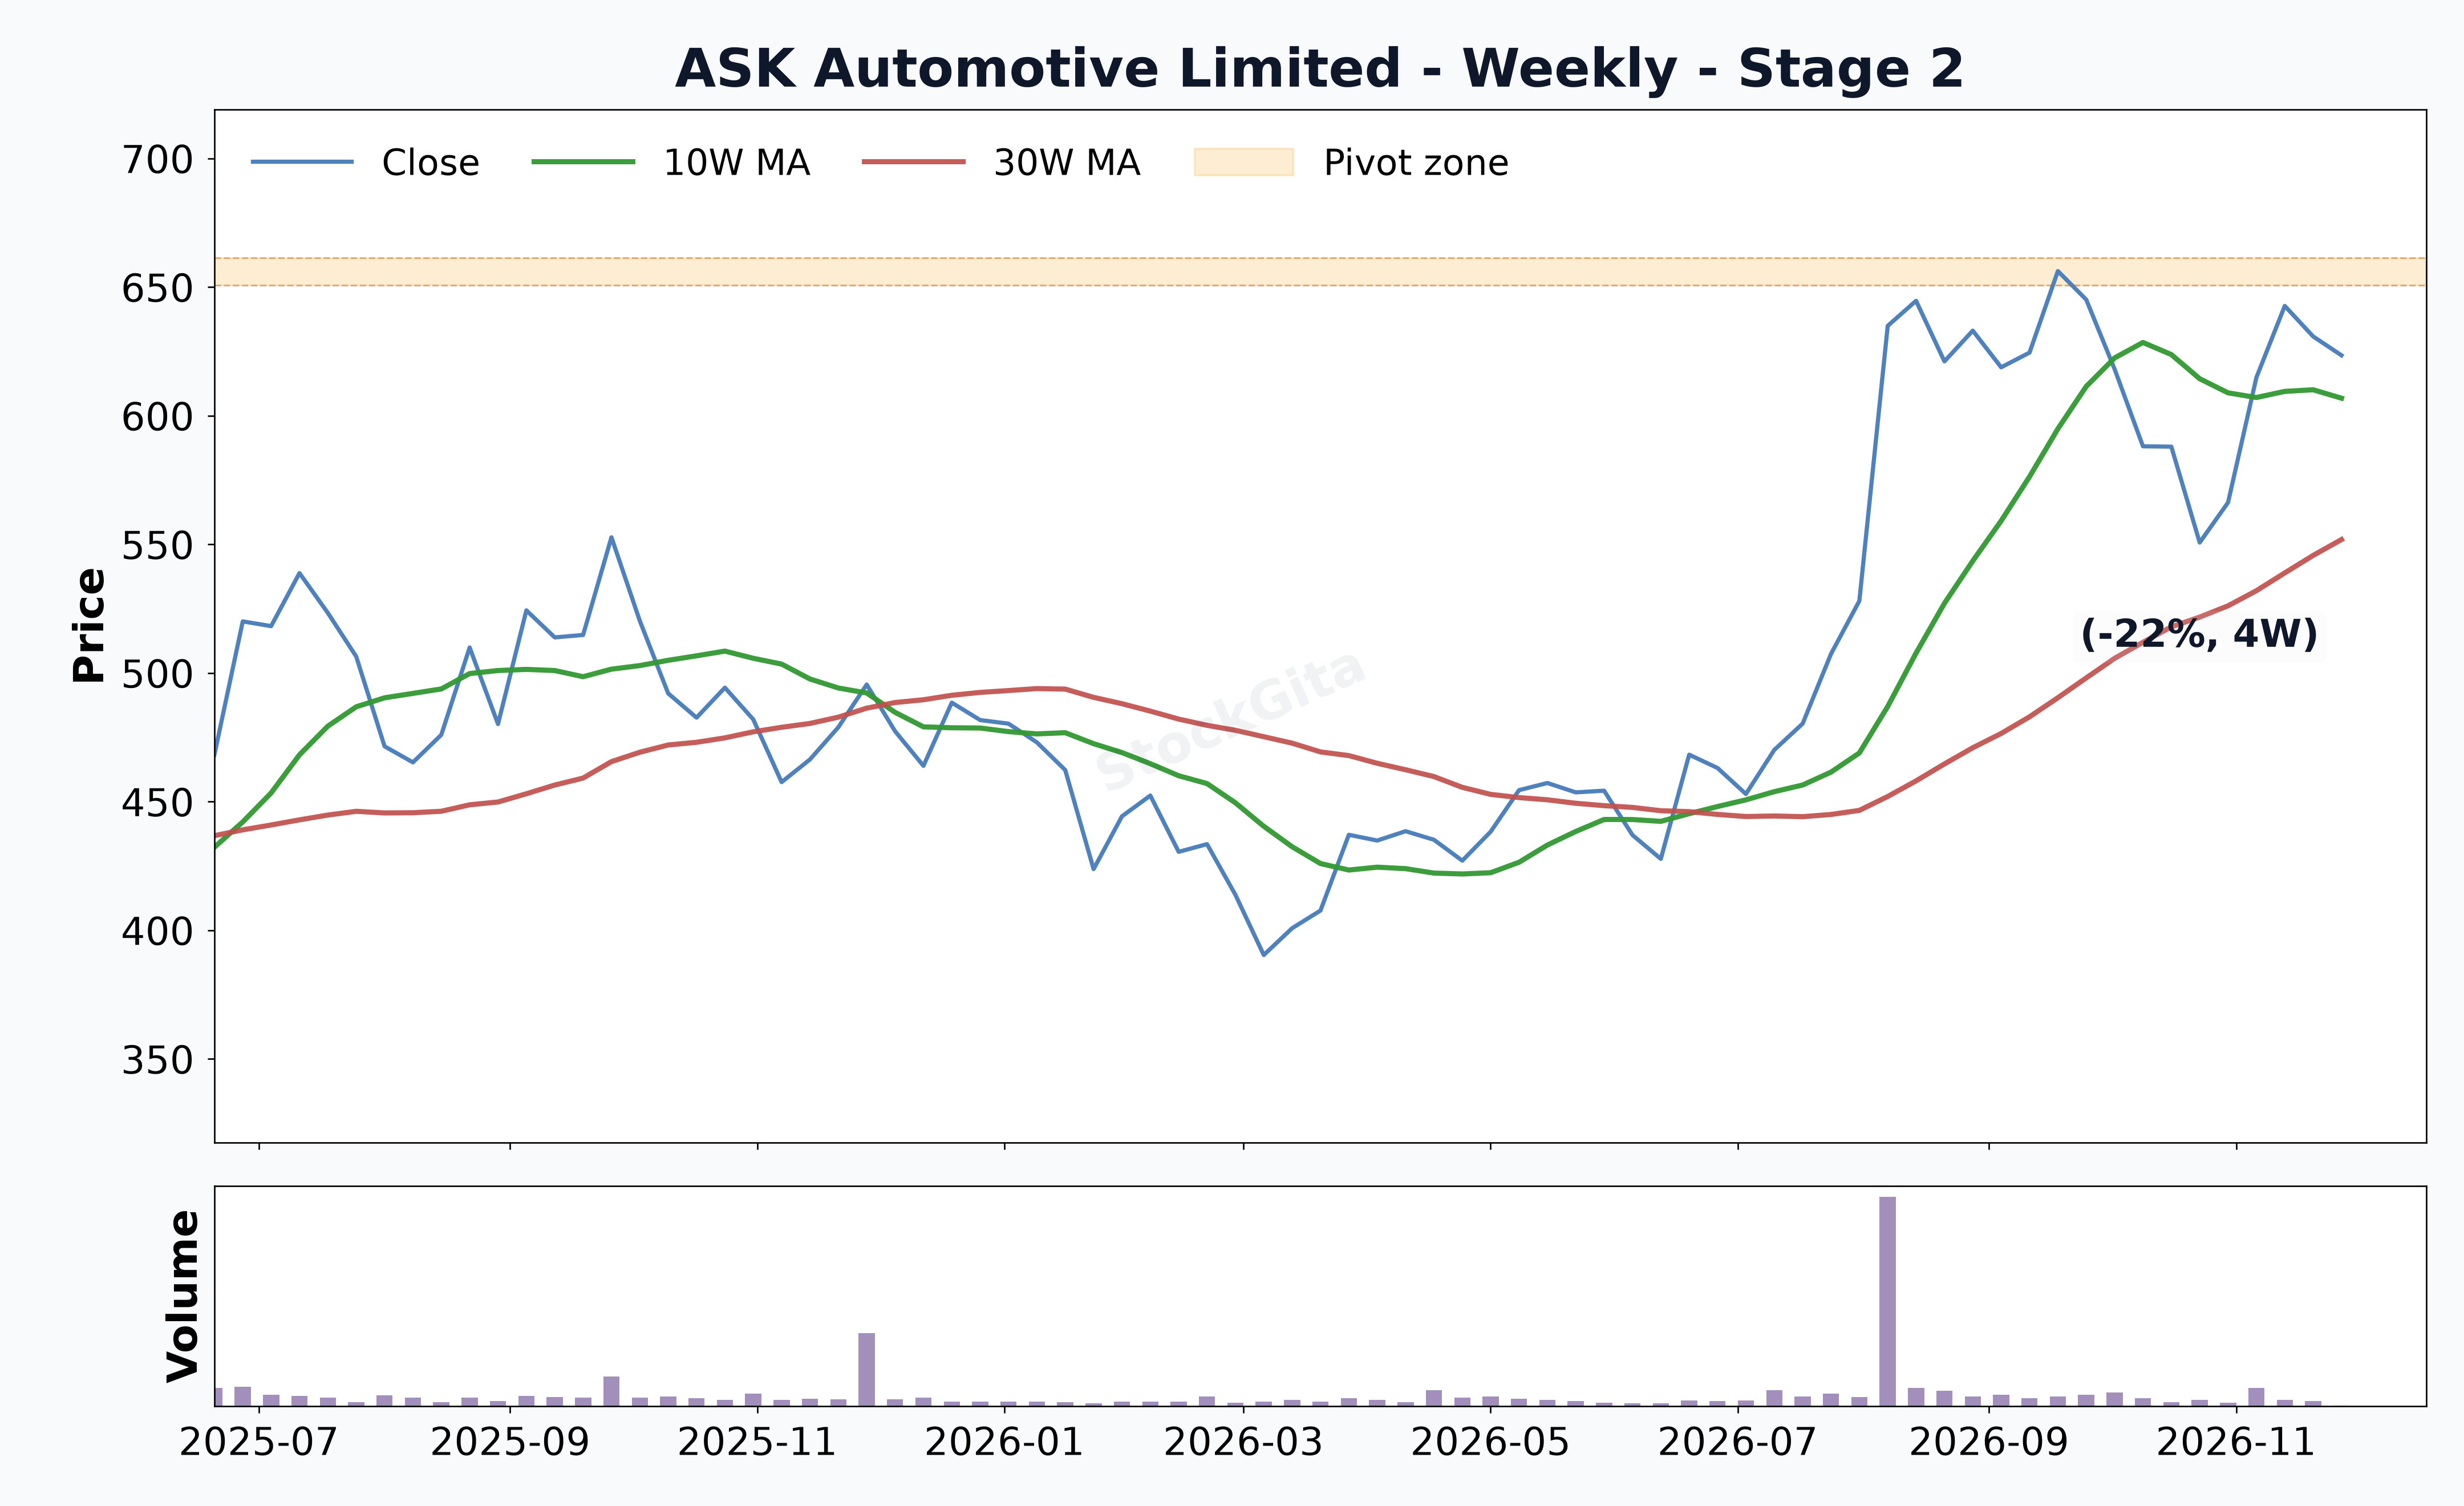 ASK Automotive Limited - Weekly - Stage 2
Close 10W MA 30W MA Pivot zone
700
650
600
550
500
450
400
350
Price
(-22%, 4W)
StockGita
Volume
2025-07 2025-09 2025-11 2026-01 2026-03 2026-05 2026-07 2026-09 2026-11